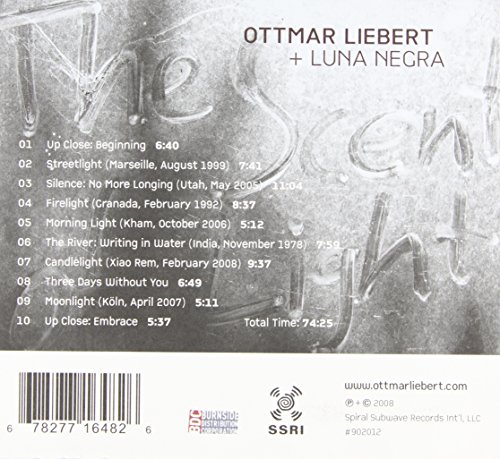 OTTMAR LIEBERT
+ LUNA NEGRA
The Scent
Light
01 Up Close: Beginning 6:40
02 Streetlight (Marseille, August 1999) 7:41
03 Silence: No More Longing (Utah, May 2005) 11:04
04 Firelight (Granada, February 1992) 8:37
05 Morning Light (Kham, October 2006) 5:12
06 The River: Writing in Water (India, November 1978) 7:59
07 Candlelight (Xiao Rem, February 2008) 9:37
08 Three Days Without You 6:49
09 Moonlight (Köln, April 2007) 5:11
10 Up Close: Embrace 5:37 Total Time: 74:25
6 78277 16482 6
BDC BURNSIDE
DISTRIBUTION
CORPORATION
SSRI
www.ottmarliebert.com
℗ + © 2008
Spiral Subwave Records Int'l, LLC
#902012